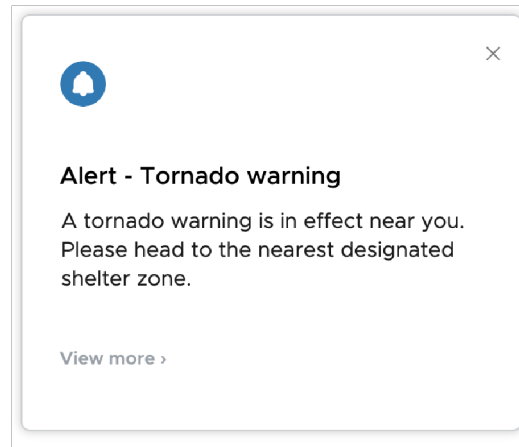 Alert - Tornado warning
A tornado warning is in effect near you.
Please head to the nearest designated
shelter zone.
View more ›